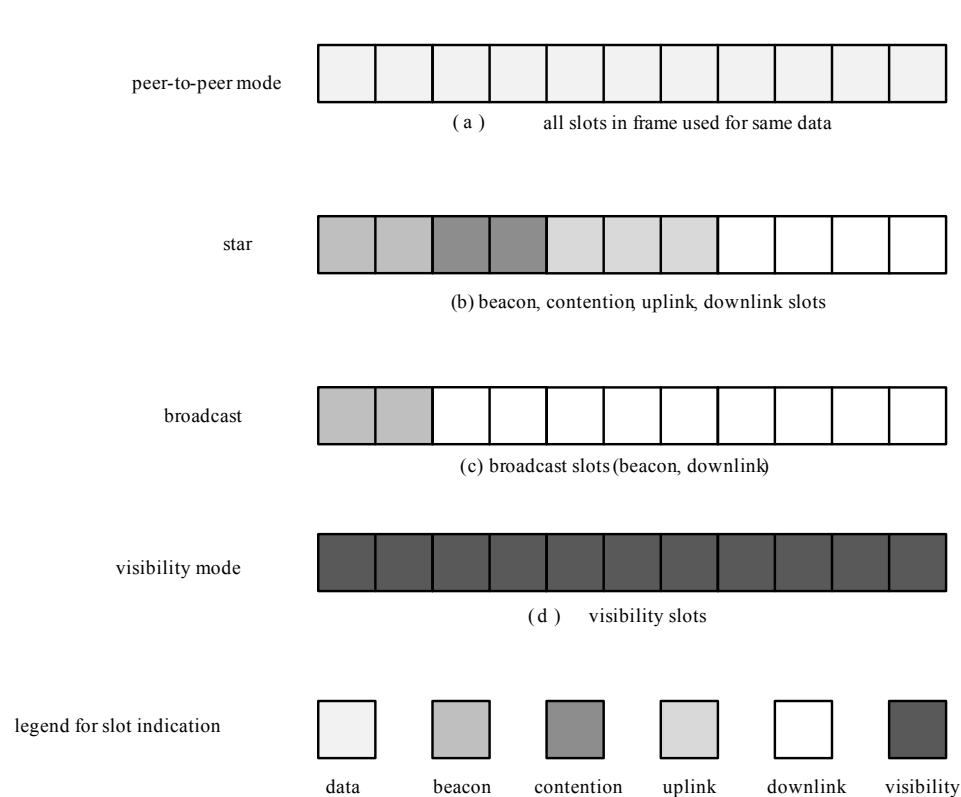 peer-to-peer mode
(a) all slots in frame used for same data
star
(b) beacon, contention, uplink, downlink slots
broadcast
(c) broadcast slots (beacon, downlink)
visibility mode
(d) visibility slots
legend for slot indication
data beacon contention uplink downlink visibility